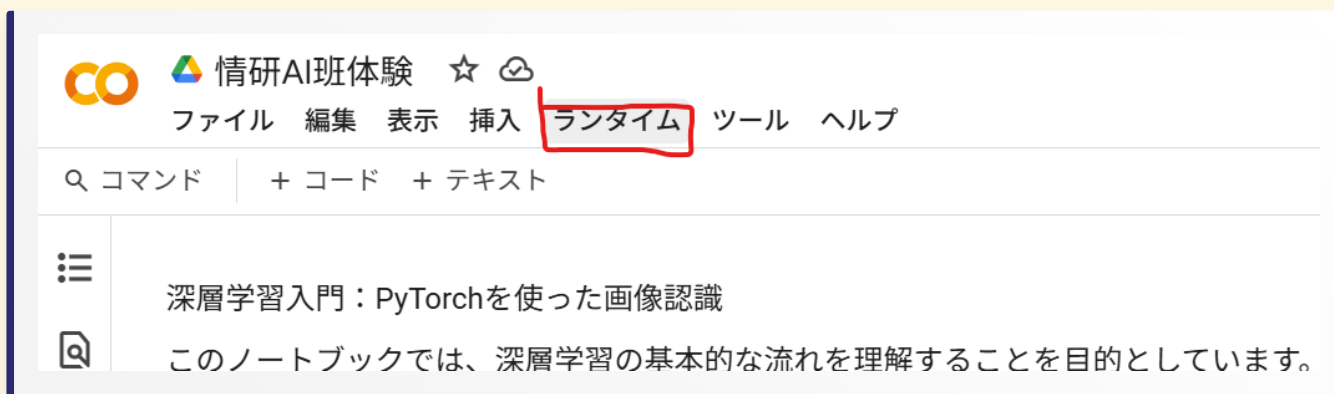 情研AI班体験
ファイル 編集 表示 挿入 ランタイム ツール ヘルプ
コマンド + コード + テキスト
深層学習入門：PyTorchを使った画像認識
このノートブックでは、深層学習の基本的な流れを理解することを目的としています。